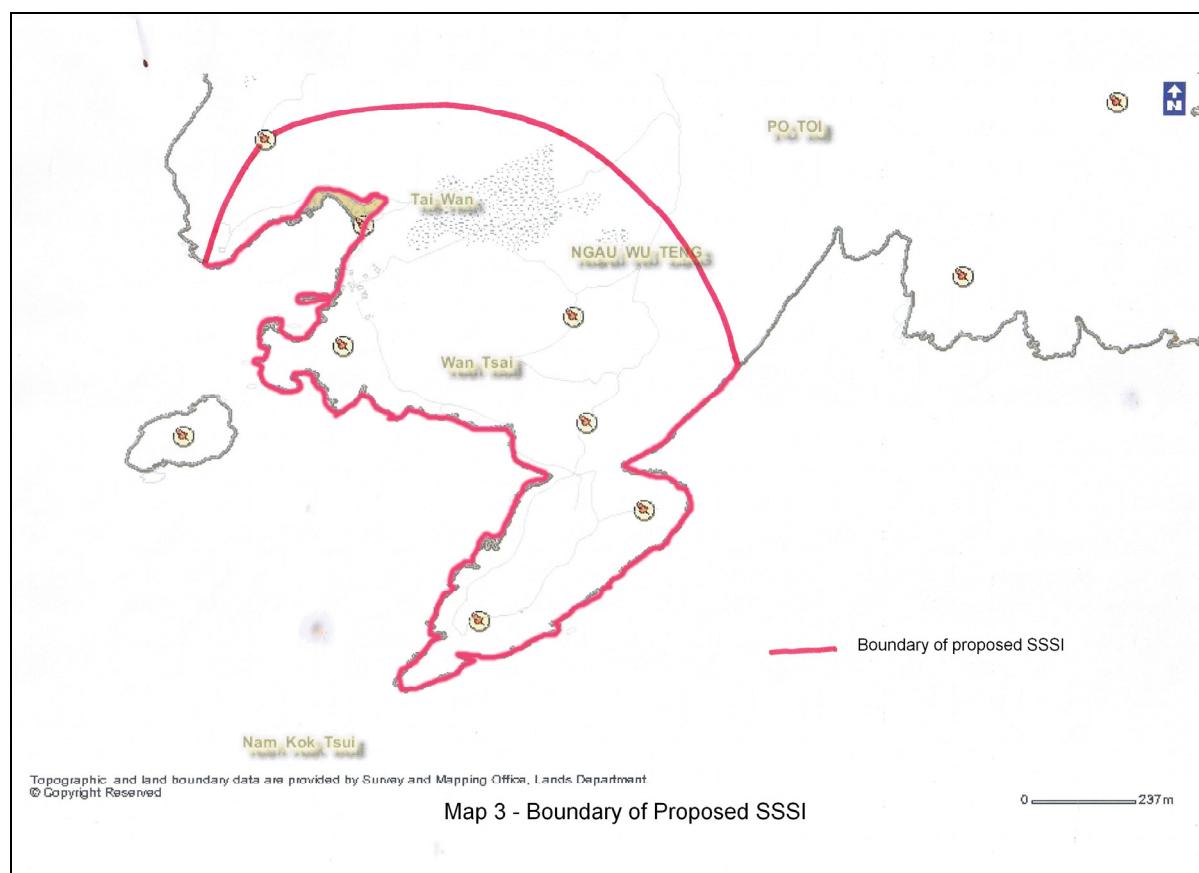 N
PO TOI
Tai Wan
NGAU WU TENG
Wan Tsai
Boundary of proposed SSSI
Nam Kok Tsui
Topographic and land boundary data are provided by Survey and Mapping Office, Lands Department
© Copyright Reserved
Map 3 - Boundary of Proposed SSSI
0 237m